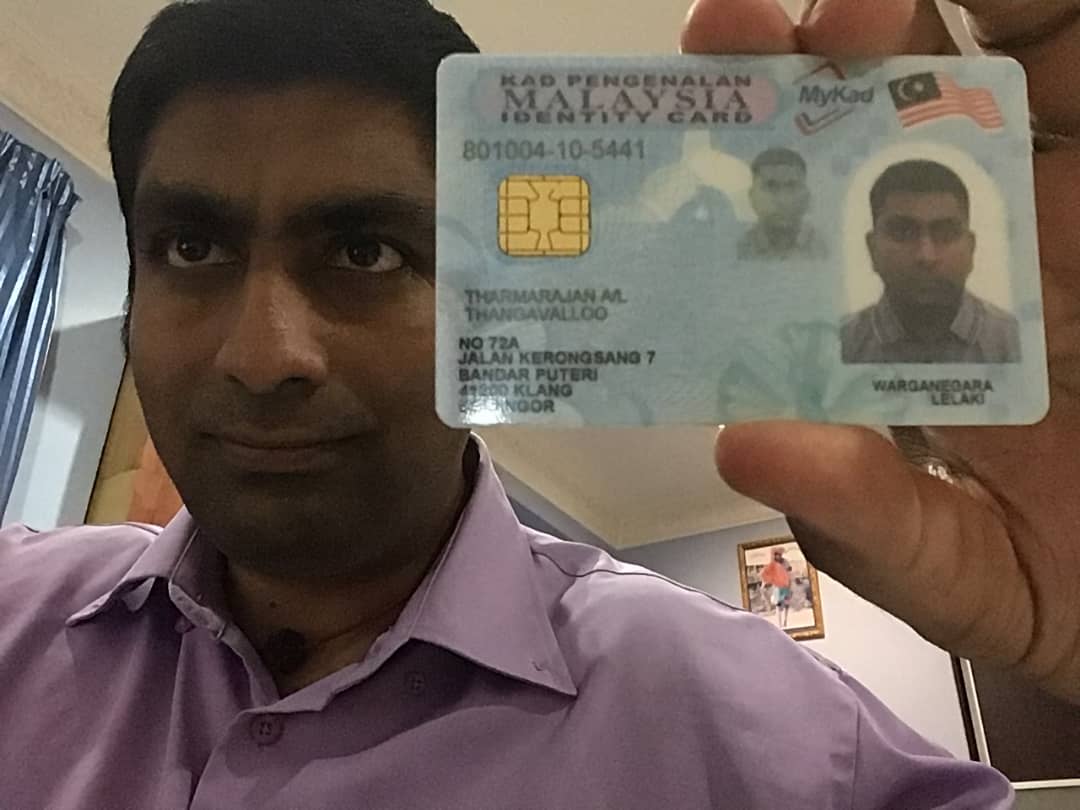 KAD PENGENALAN
MALAYSIA
IDENTITY CARD
MyKad
801004-10-5441
THARMARAJAN A/L
THANGAVALLOO
NO 72A
JALAN KERONGSANG 7
BANDAR PUTERI
KLANG
WARGANEGARA
LELAKI